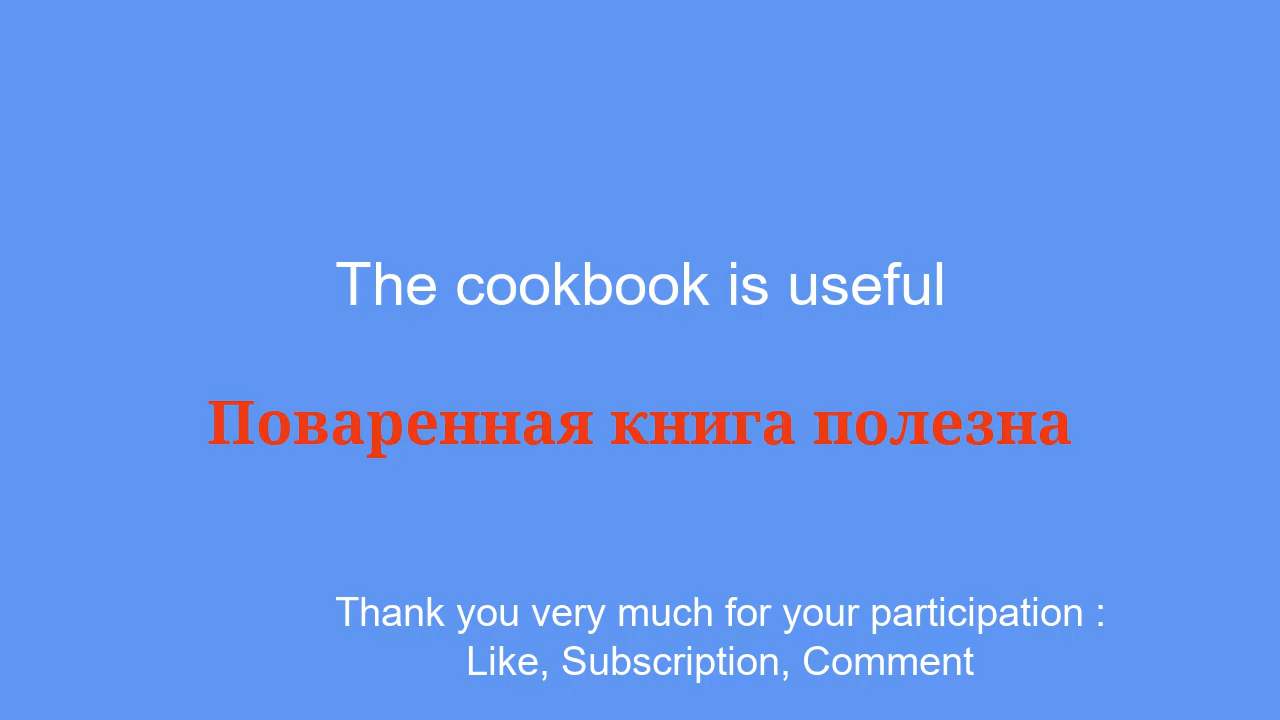 The cookbook is useful
Поваренная книга полезна
Thank you very much for your participation :
Like, Subscription, Comment